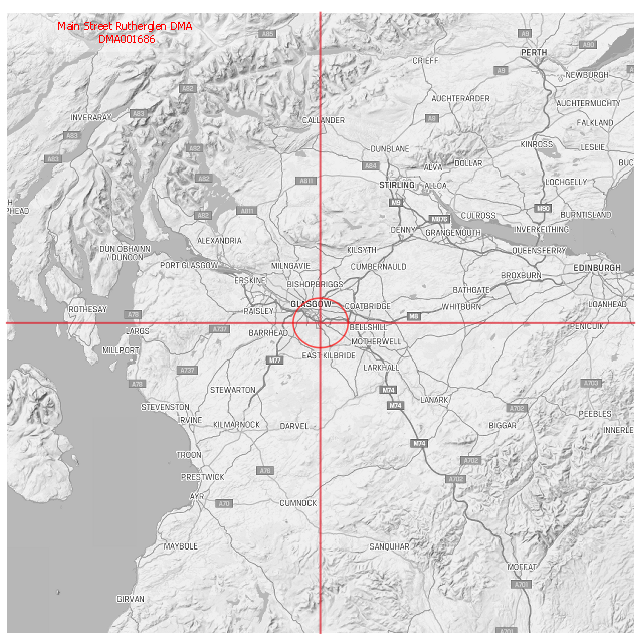 Main Street Rutherglen DMA
DMA001686
A85
A9
PERTH
A90
CRIEFF
A9
NEWBURGH
A82
AUCHTERARDER
AUCHTERMUCHTY
INVERARAY
A83
CALLANDER
A9
FALKLAND
A83
KINROSS
LESLIE
A82
DUNBLANE
A83
A84
ALVA
DOLLAR
BUC
A82
A811
STIRLING
ALLOA
LOCHGELLY
H
PHEAD
A82
A811
M9
M90
CULROSS
BURNTISLAND
M876
DENNY
GRANGEMOUTH
INVERKEITHING
ALEXANDRIA
DUN OBHAINN
/ DUNOON
KILSYTH
QUEENSFERRY
PORT GLASGOW
MILNGAVIE
CUMBERNAULD
EDINBURGH
ERSKINE
BISHOPBRIGGS
BROXBURN
BATHGATE
ROTHESAY
GLASGOW
COATBRIDGE
WHITBURN
LOANHEAD
A78
PAISLEY
M8
LARGS
A737
BARRHEAD
BELLSHILL
PENICUIK
MOTHERWELL
MILLPORT
M77
EAST KILBRIDE
A737
LARKHALL
A78
STEWARTON
M74
A703
LANARK
STEVENSTON
M74
A702
PEEBLES
IRVINE
KILMARNOCK
DARVEL
BIGGAR
INNERLE
M74
TROON
A702
A76
PRESTWICK
A702
AYR
A70
CUMNOCK
MAYBOLE
SANQUHAR
MOFFAT
A701
GIRVAN